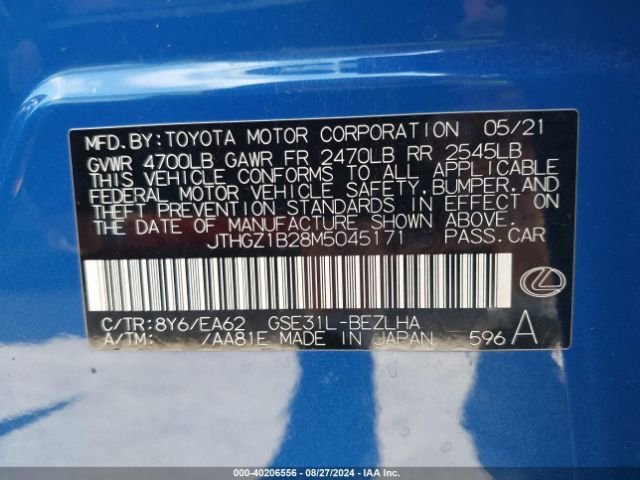 MFD.BY:TOYOTA MOTOR CORPORATION 05/21
GVWR 4700LB GAWR FR 2470LB RR 2545LB
THIS VEHICLE CONFORMS TO ALL APPLICABLE
FEDERAL MOTOR VEHICLE SAFETY,BUMPER,AND
THEFT PREVENTION STANDARDS IN EFFECT ON
THE DATE OF MANUFACTURE SHOWN ABOVE.
JTHGZ1B28M5045171 PASS.CAR
C/TR:8Y6/EA62 GSE31L-BEZLHA
A/TM: /AA81E MADE IN JAPAN 596 A
000-40206556 - 08/27/2024 - IAAI.COM